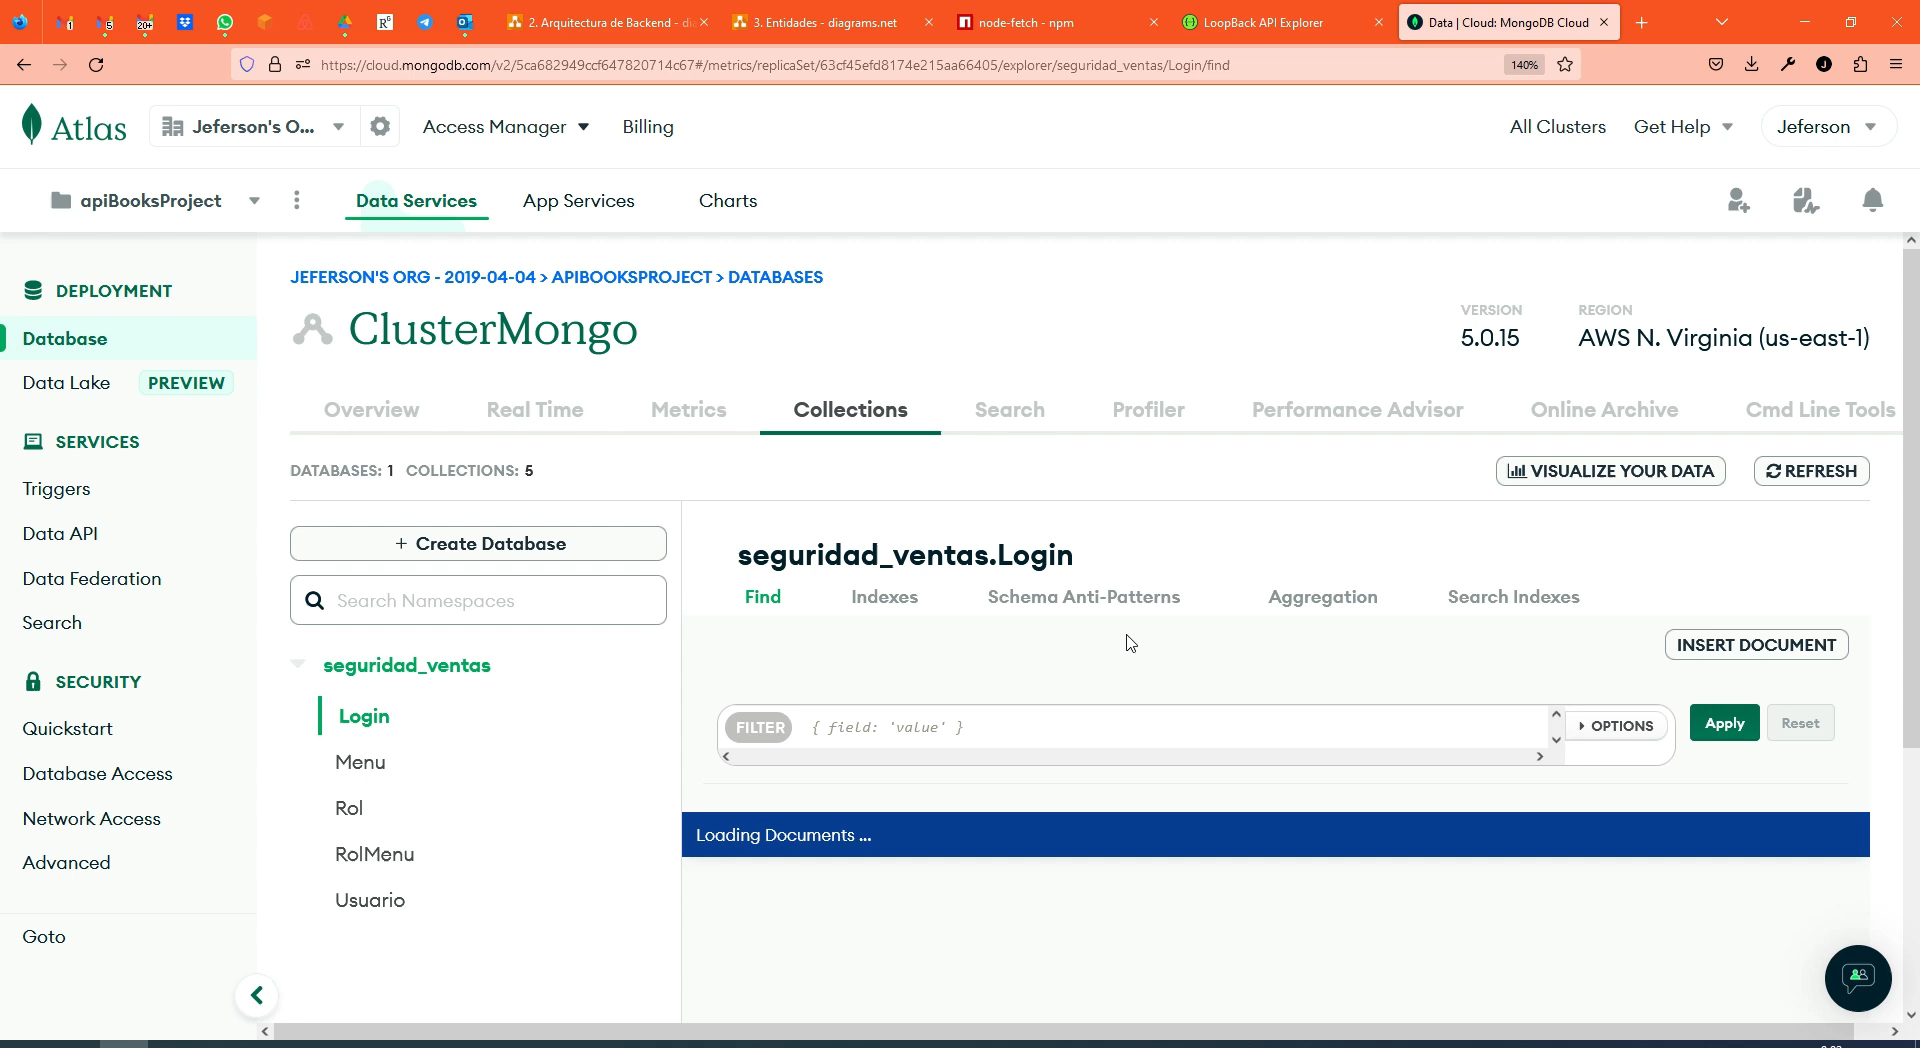 1
5
20+
R⁶
2. Arquitectura de Backend - di
3. Entidades - diagrams.net
node-fetch - npm
LoopBack API Explorer
Data | Cloud: MongoDB Cloud
https://cloud.mongodb.com/v2/5ca682949ccf647820714c67#/metrics/replicaSet/63cf45efd8174e215aa66405/explorer/seguridad_ventas/Login/find
140%
J
Atlas
Jeferson's O...
Access Manager
Billing
All Clusters
Get Help
Jeferson
apiBooksProject
Data Services
App Services
Charts
DEPLOYMENT
Database
Data Lake PREVIEW
SERVICES
Triggers
Data API
Data Federation
Search
SECURITY
Quickstart
Database Access
Network Access
Advanced
Goto
JEFERSON'S ORG - 2019-04-04 > APIBOOKSPROJECT > DATABASES
ClusterMongo
VERSION
5.0.15
REGION
AWS N. Virginia (us-east-1)
Overview
Real Time
Metrics
Collections
Search
Profiler
Performance Advisor
Online Archive
Cmd Line Tools
DATABASES: 1 COLLECTIONS: 5
VISUALIZE YOUR DATA
REFRESH
+ Create Database
Search Namespaces
seguridad_ventas
Login
Menu
Rol
RolMenu
Usuario
seguridad_ventas.Login
Find
Indexes
Schema Anti-Patterns
Aggregation
Search Indexes
INSERT DOCUMENT
FILTER
{ field: 'value' }
OPTIONS
Apply
Reset
Loading Documents ...